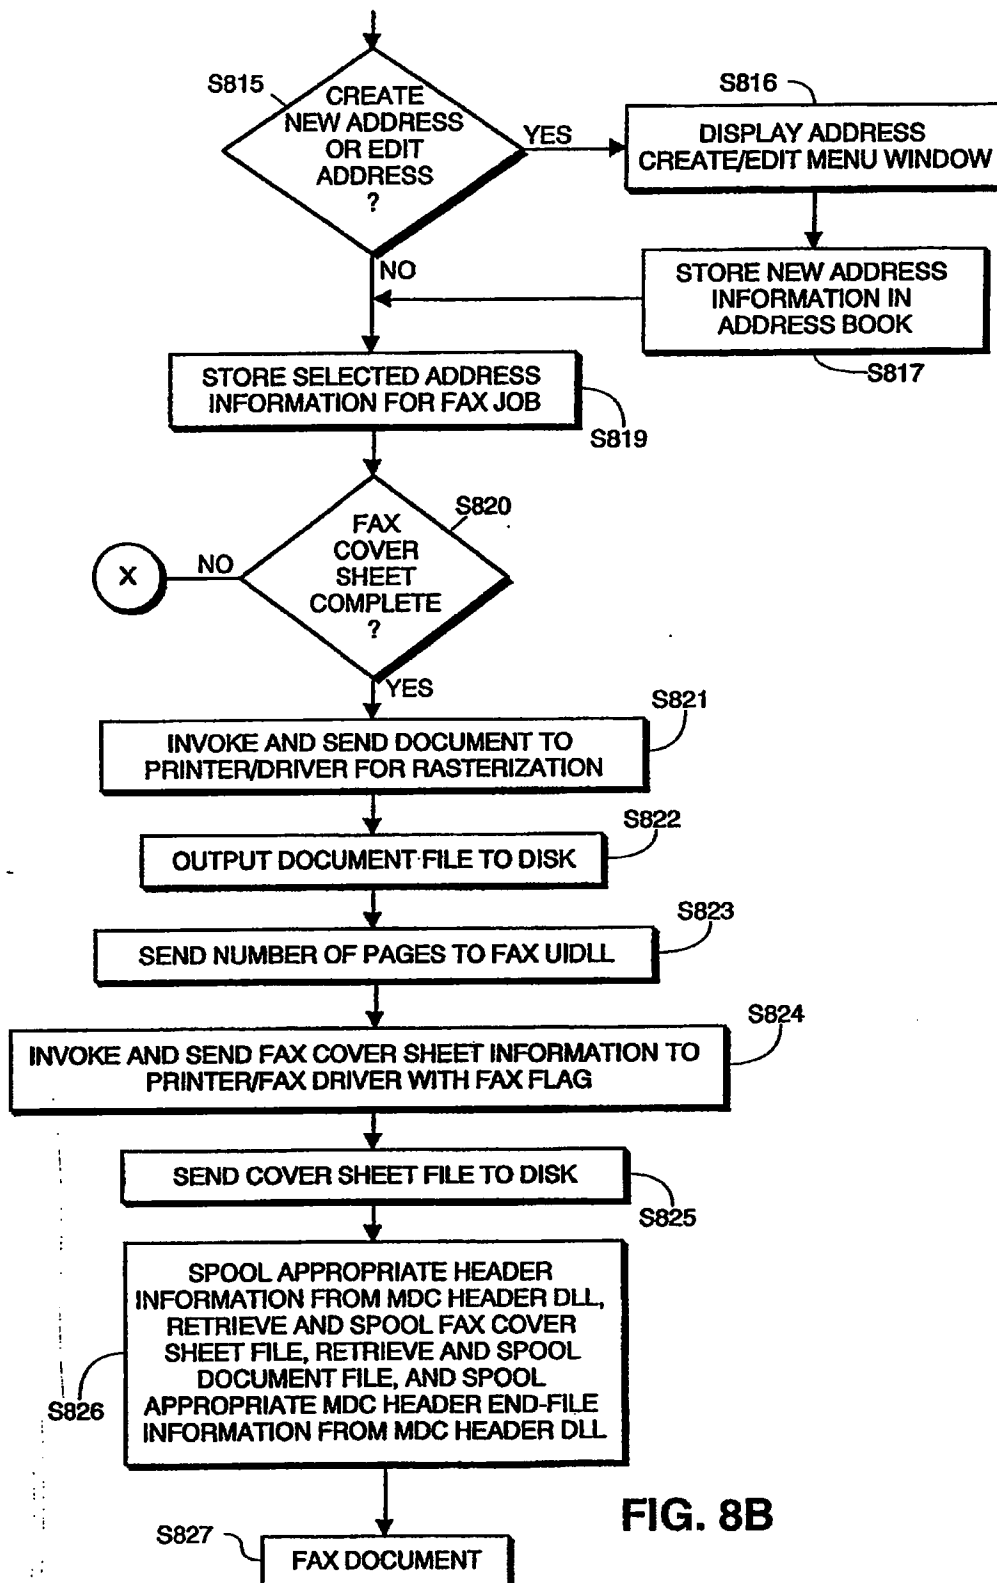 S815
CREATE
NEW ADDRESS
OR EDIT
ADDRESS
?
YES
S816
DISPLAY ADDRESS
CREATE/EDIT MENU WINDOW
NO
STORE NEW ADDRESS
INFORMATION IN
ADDRESS BOOK
S817
STORE SELECTED ADDRESS
INFORMATION FOR FAX JOB
S819
S820
FAX
COVER
SHEET
COMPLETE
?
NO
X
YES
S821
INVOKE AND SEND DOCUMENT TO
PRINTER/DRIVER FOR RASTERIZATION
S822
OUTPUT DOCUMENT FILE TO DISK
S823
SEND NUMBER OF PAGES TO FAX UIDLL
S824
INVOKE AND SEND FAX COVER SHEET INFORMATION TO
PRINTER/FAX DRIVER WITH FAX FLAG
SEND COVER SHEET FILE TO DISK
S825
SPOOL APPROPRIATE HEADER
INFORMATION FROM MDC HEADER DLL,
RETRIEVE AND SPOOL FAX COVER
SHEET FILE, RETRIEVE AND SPOOL
DOCUMENT FILE, AND SPOOL
APPROPRIATE MDC HEADER END-FILE
INFORMATION FROM MDC HEADER DLL
S826
FIG. 8B
S827
FAX DOCUMENT